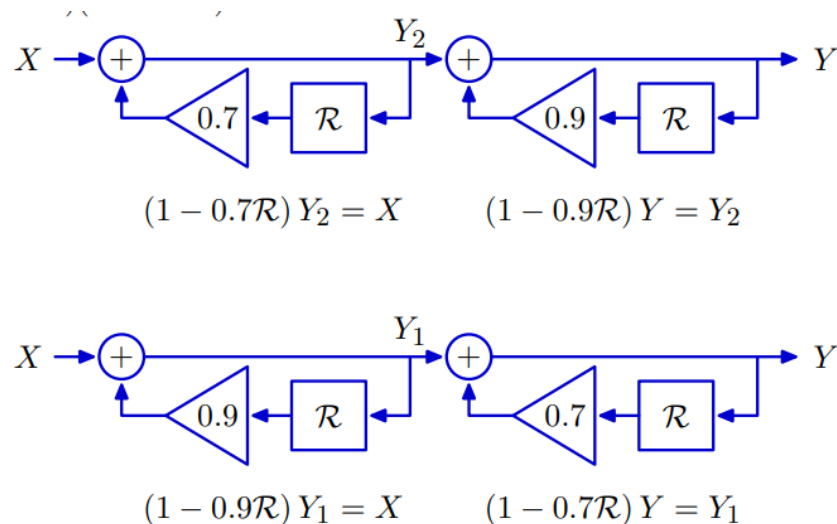 X + Y₂ + Y
0.7 ℛ 0.9 ℛ
(1 − 0.7ℛ) Y₂ = X (1 − 0.9ℛ) Y = Y₂
X + Y₁ + Y
0.9 ℛ 0.7 ℛ
(1 − 0.9ℛ) Y₁ = X (1 − 0.7ℛ) Y = Y₁